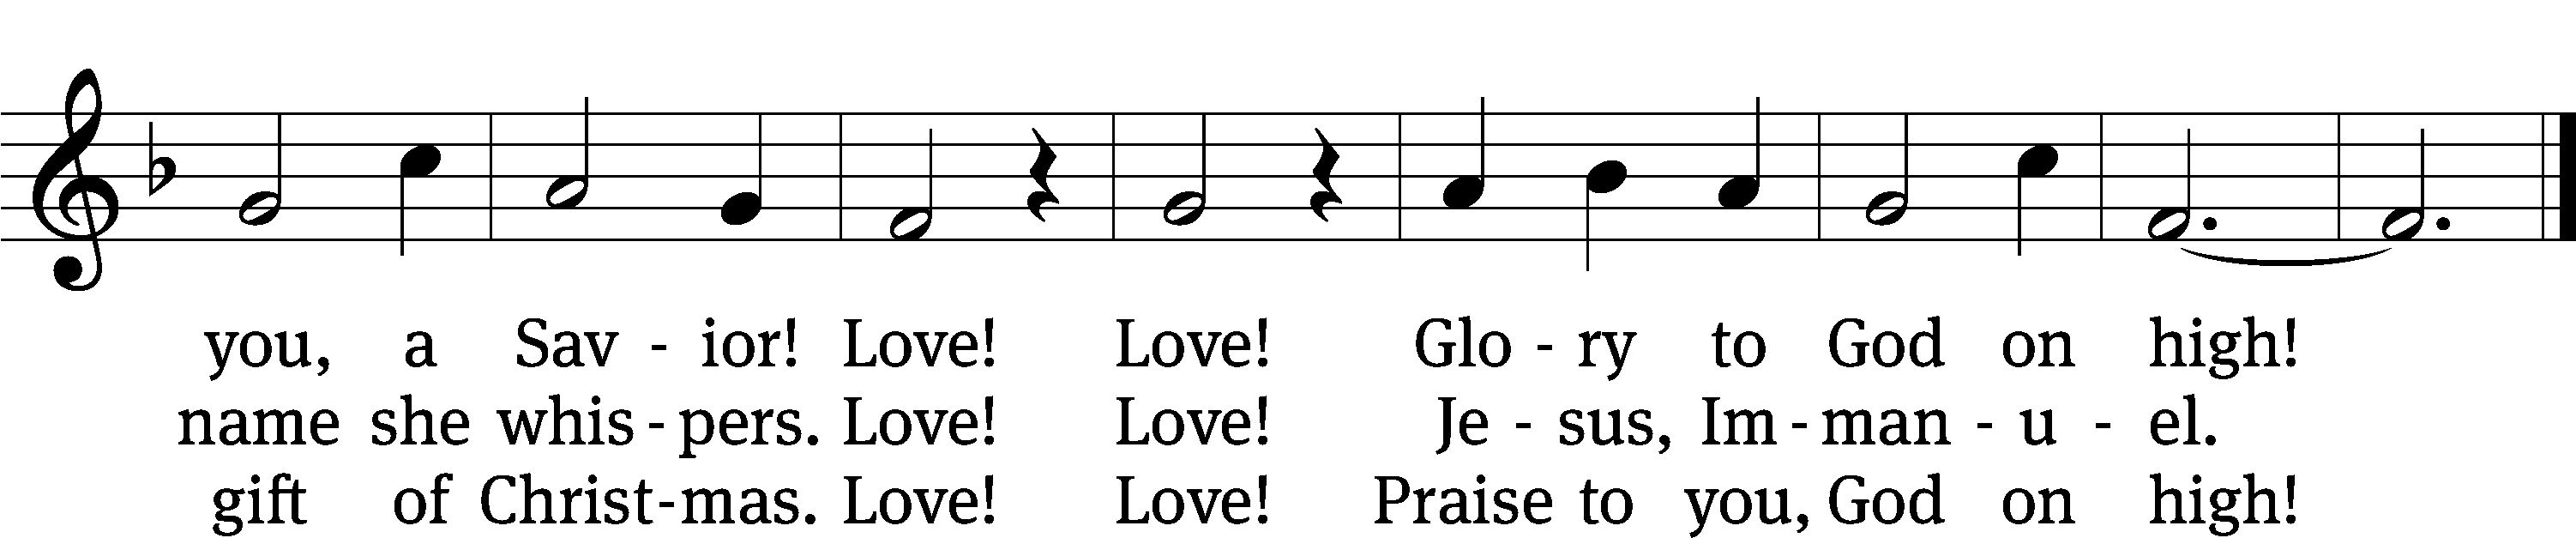 you, a Sav - ior! Love! Love! Glo - ry to God on high!
name she whis - pers. Love! Love! Je - sus, Im - man - u - el.
gift of Christ - mas. Love! Love! Praise to you, God on high!